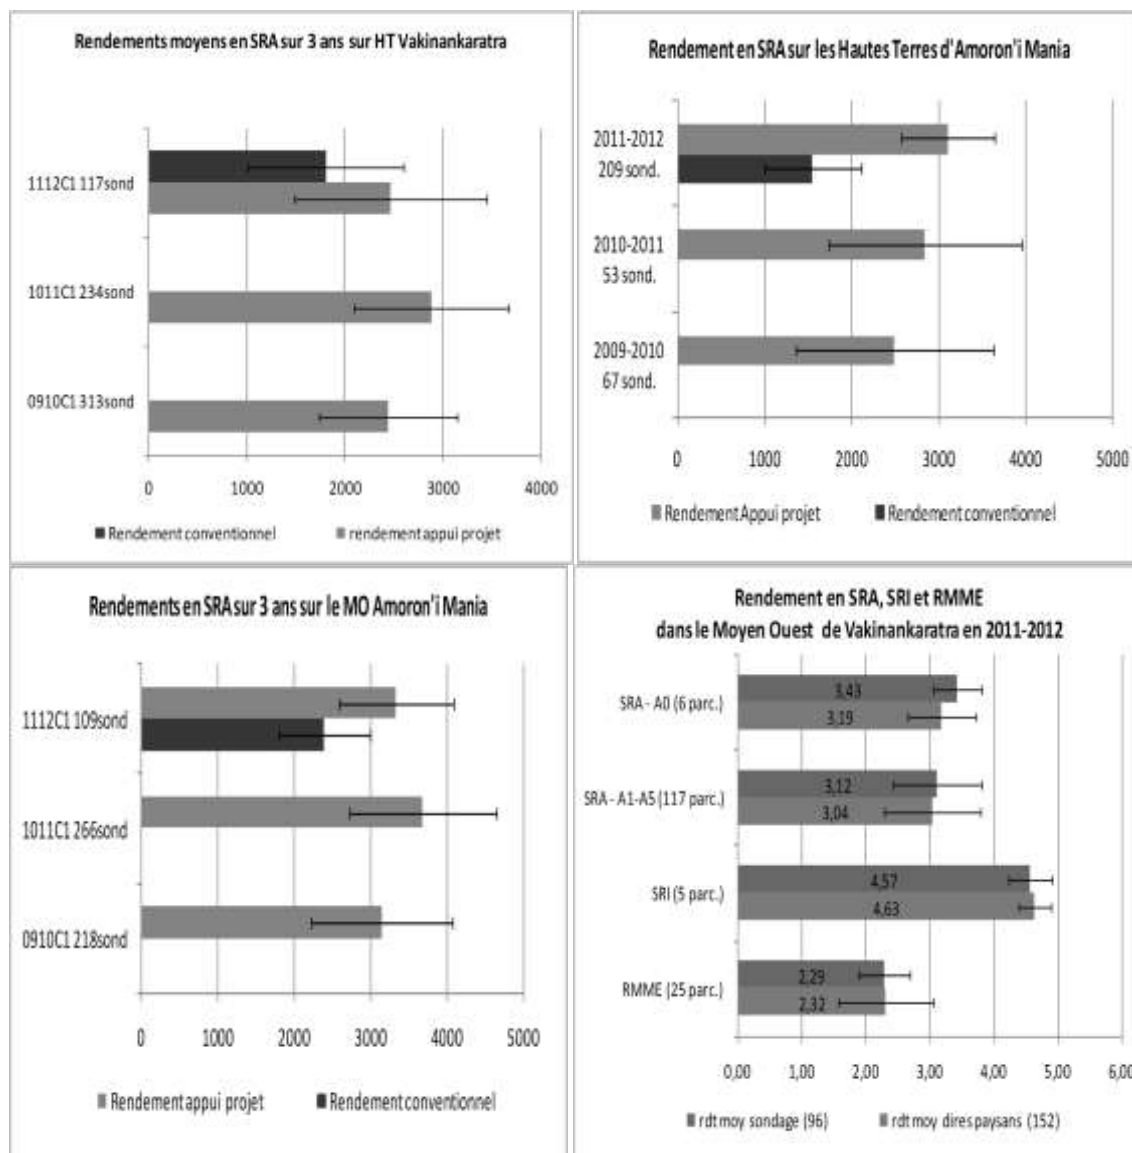 Rendements moyens en SRA sur 3 ans sur HT Vakinankaratra
1112C1 117sond
1011C1 234sond
0910C1 313sond
0 1000 2000 3000 4000
Rendement conventionnel rendement appui projet
Rendement en SRA sur les Hautes Terres d'Amoron'i Mania
2011-2012
209 sond.
2010-2011
53 sond.
2009-2010
67 sond.
0 1000 2000 3000 4000 5000
Rendement Appui projet Rendement conventionnel
Rendements en SRA sur 3 ans sur le MO Amoron'i Mania
1112C1 109sond
1011C1 266sond
0910C1 218sond
0 1000 2000 3000 4000 5000
Rendement appui projet Rendement conventionnel
Rendement en SRA, SRI et RMME
dans le Moyen Ouest de Vakinankaratra en 2011-2012
SRA - A0 (6 parc.)
3,43
3,19
SRA - A1-A5 (117 parc.)
3,12
3,04
SRI (5 parc.)
4,57
4,63
RMME (25 parc.)
2,29
2,32
0,00 1,00 2,00 3,00 4,00 5,00 6,00
rdt moy sondage (96) rdt moy dires paysans (152)